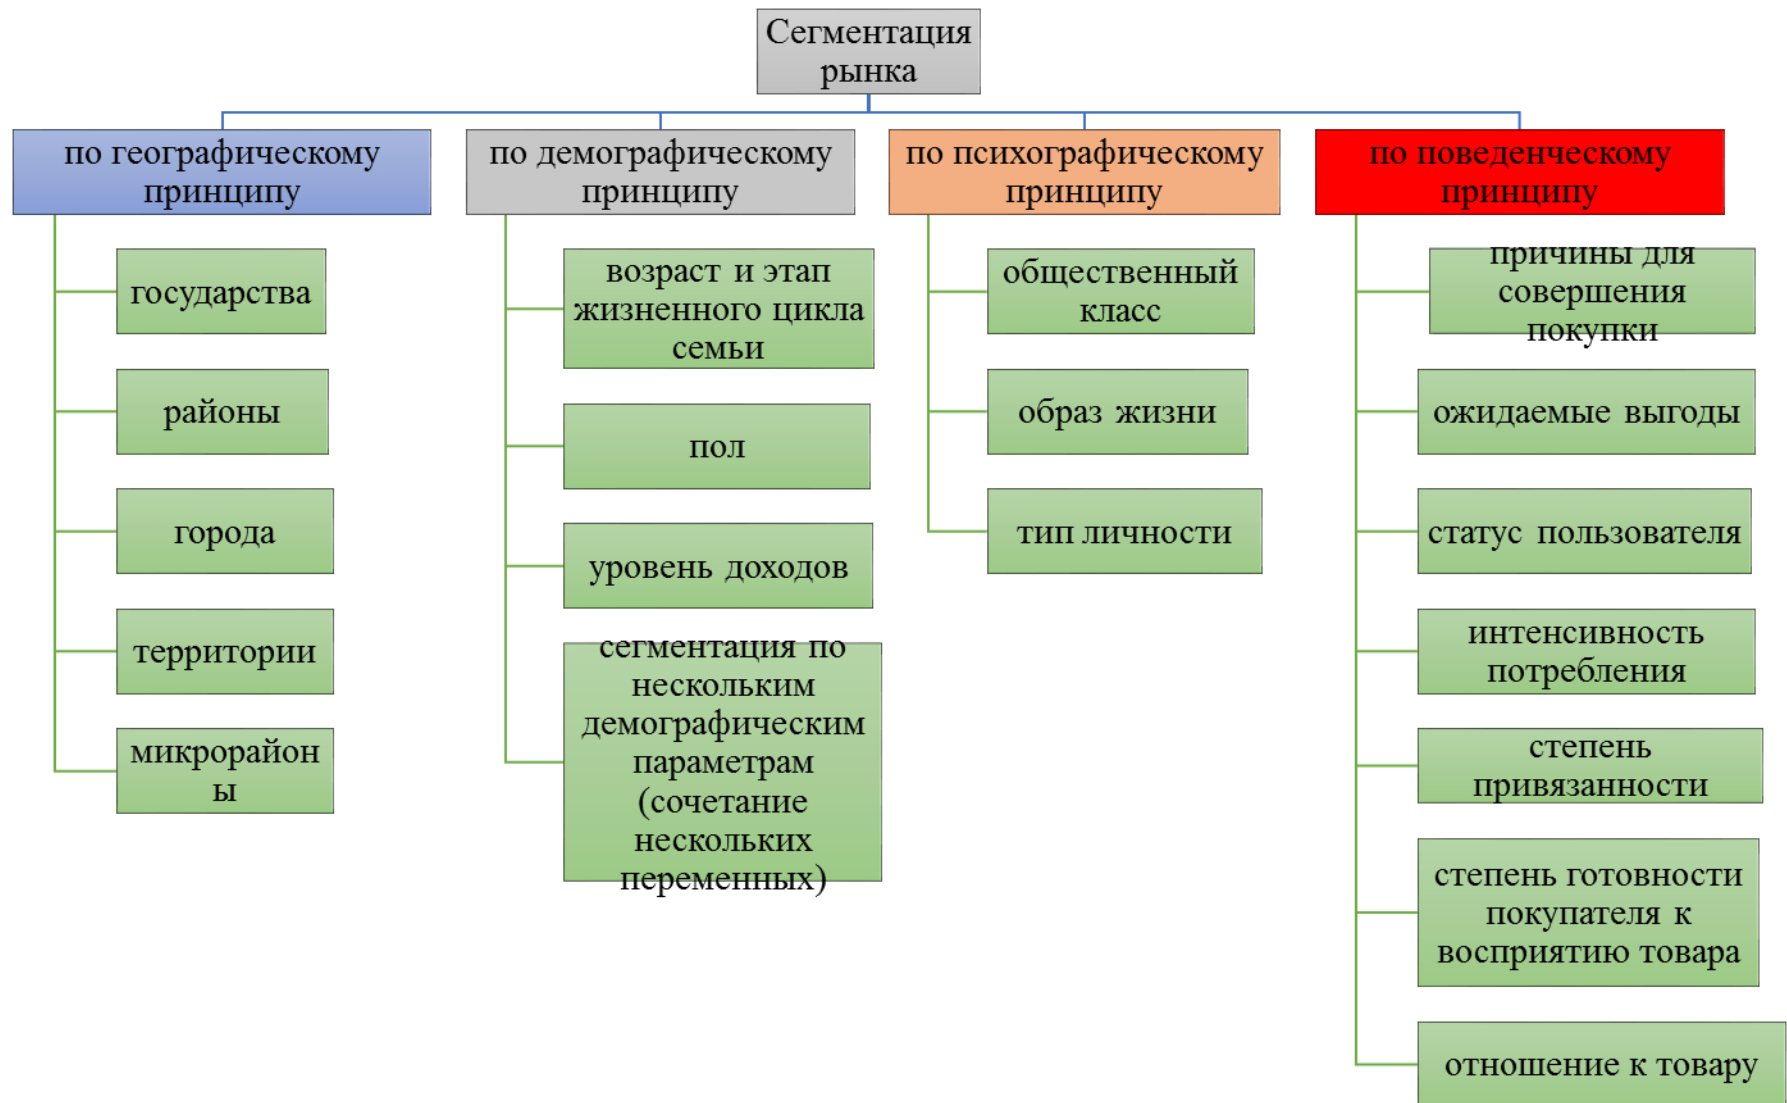 Сегментация
рынка
по географическому
принципу
государства
районы
города
территории
микрорайон
ы
по демографическому
принципу
возраст и этап
жизненного цикла
семьи
пол
уровень доходов
сегментация по
нескольким
демографическим
параметрам
(сочетание
нескольких
переменных)
по психографическому
принципу
общественный
класс
образ жизни
тип личности
по поведенческому
принципу
причины для
совершения
покупки
ожидаемые выгоды
статус пользователя
интенсивность
потребления
степень
привязанности
степень готовности
покупателя к
восприятию товара
отношение к товару